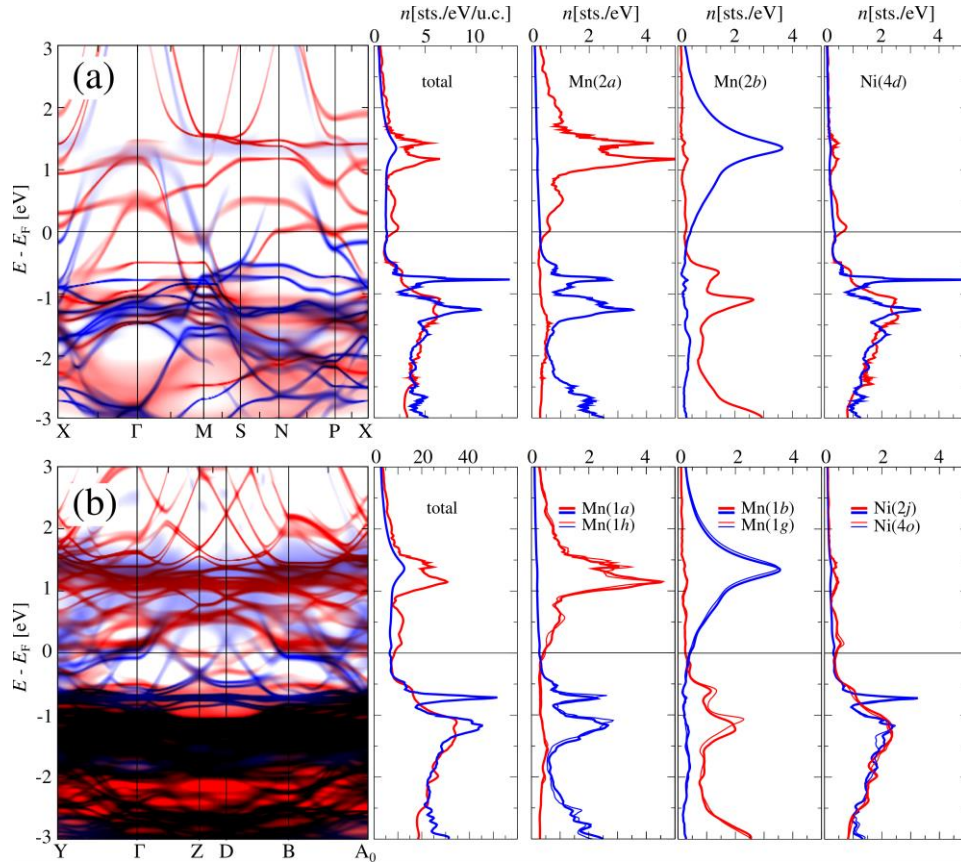 n[sts./eV/u.c.] n[sts./eV] n[sts./eV] n[sts./eV]
0 5 10 0 2 4 0 2 4 0 2 4
(a)
total Mn(2a) Mn(2b) Ni(4d)
E - E_F [eV]
3
2
1
0
-1
-2
-3
X Γ M S N P X
0 20 40 0 2 4 0 2 4 0 2 4
(b)
total
Mn(1a)
Mn(1h)
Mn(1b)
Mn(1g)
Ni(2j)
Ni(4o)
E - E_F [eV]
3
2
1
0
-1
-2
-3
Y Γ Z D B A₀